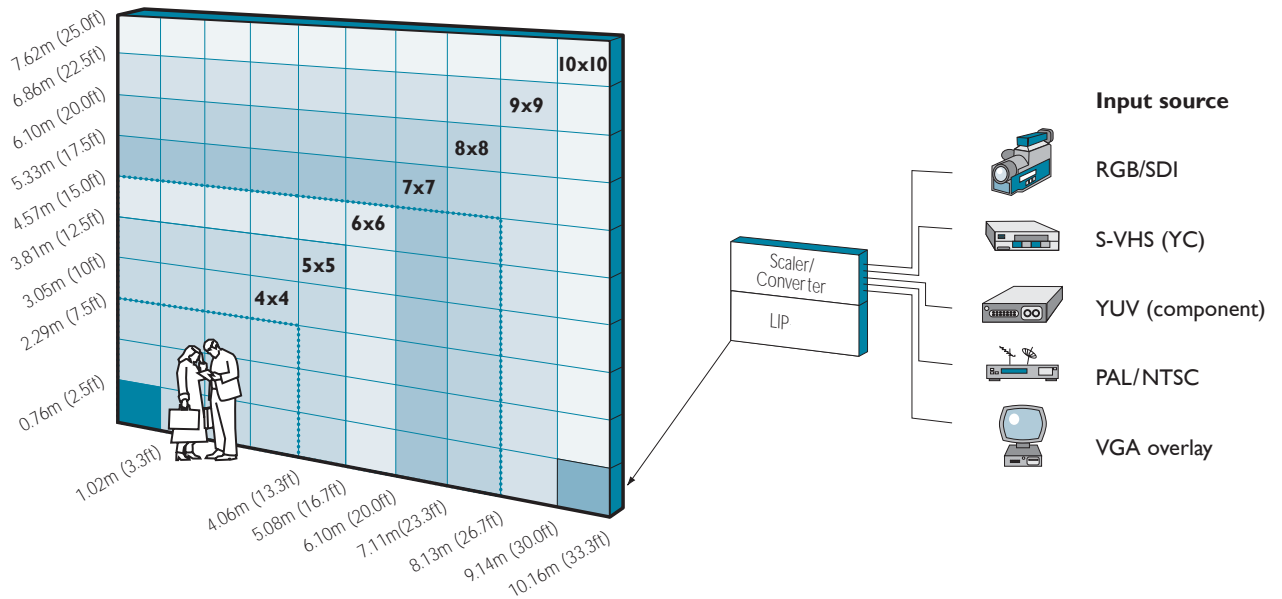 7.62m (25.0ft)
6.86m (22.5ft)
6.10m (20.0ft)
5.33m (17.5ft)
4.57m (15.0ft)
3.81m (12.5ft)
3.05m (10ft)
2.29m (7.5ft)
0.76m (2.5ft)
10x10
9x9
8x8
7x7
6x6
5x5
4x4
1.02m (3.3ft)
4.06m (13.3ft)
5.08m (16.7ft)
6.10m (20.0ft)
7.11m(23.3ft)
8.13m (26.7ft)
9.14m (30.0ft)
10.16m (33.3ft)
Scaler/
Converter
LIP
Input source
RGB/SDI
S-VHS (YC)
YUV (component)
PAL/NTSC
VGA overlay